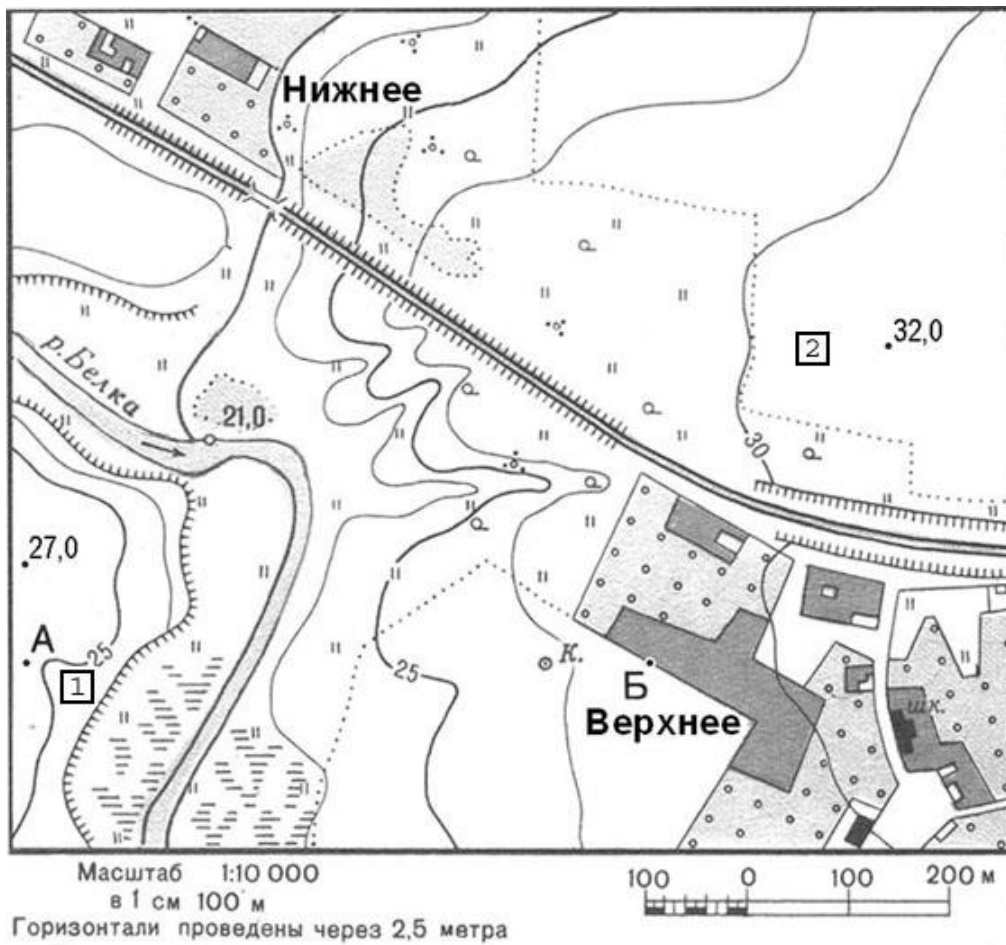 Нижнее
р. Белка
21,0
2
32,0
30
27,0
А
25
1
25
К.
Б
Верхнее
шк.
Масштаб 1:10 000
в 1 см 100 м
100 0 100 200 м
Горизонтали проведены через 2,5 метра